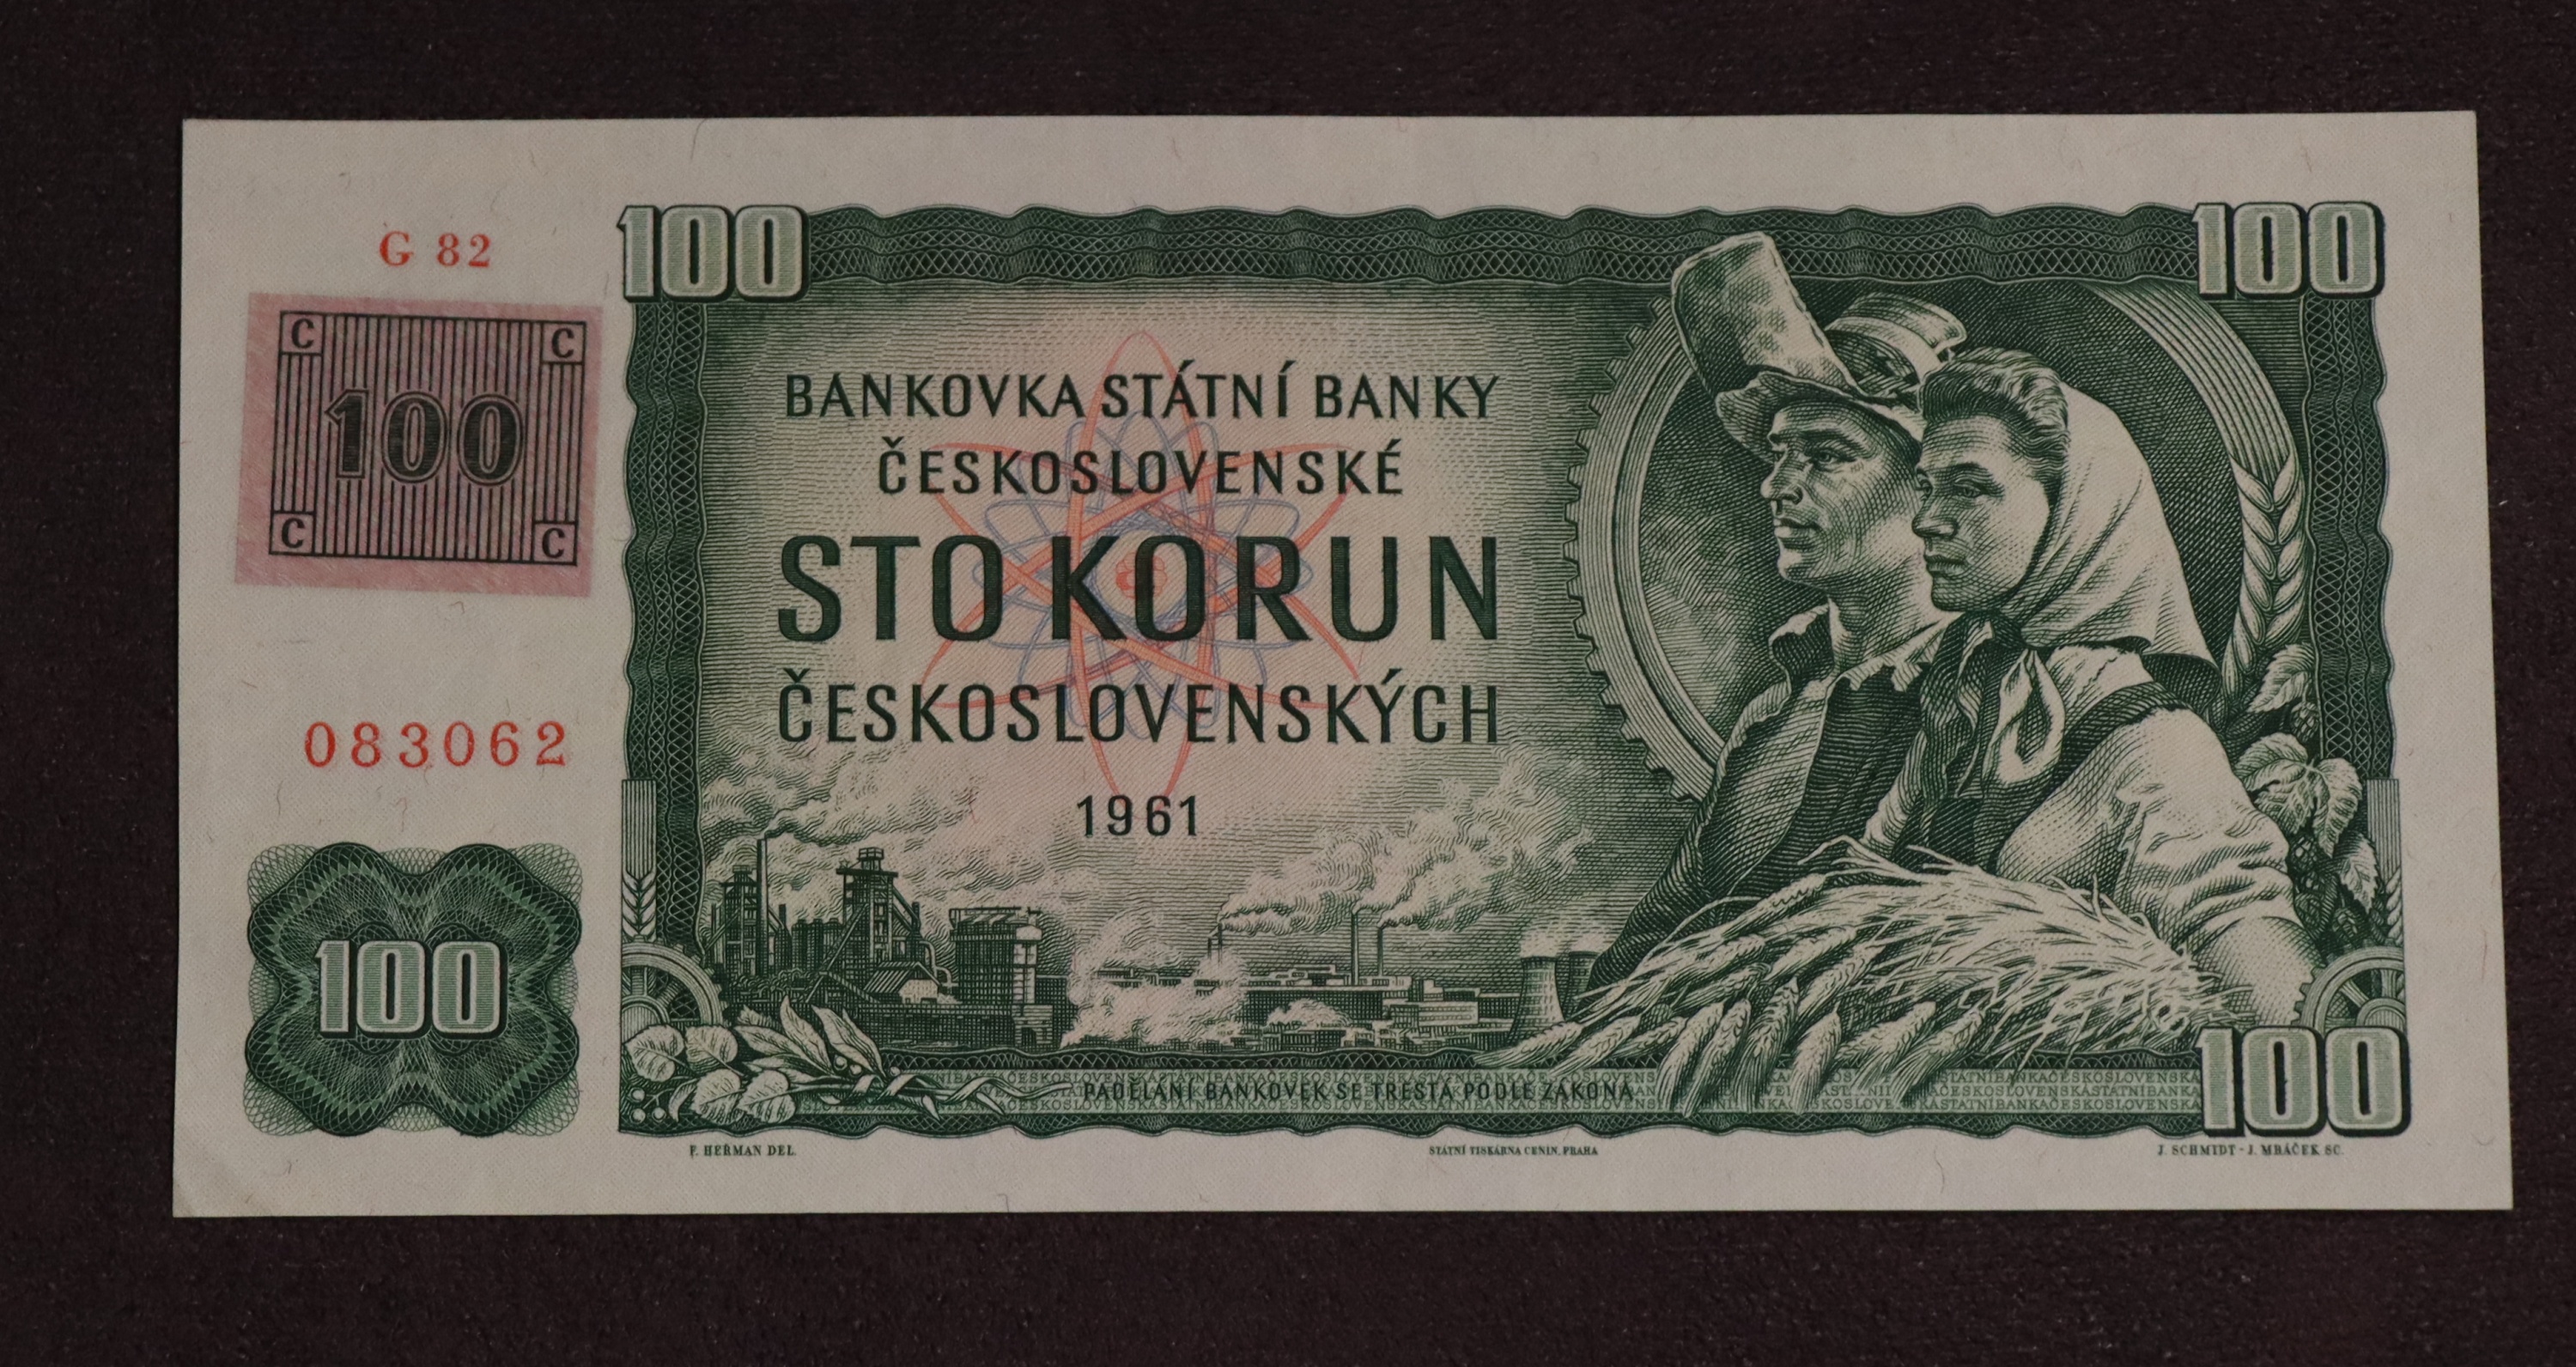 G 82
C C
100
C C
083062
100
100
100
BANKOVKA STÁTNÍ BANKY
ČESKOSLOVENSKÉ
STO KORUN
ČESKOSLOVENSKÝCH
1961
PADĚLÁNÍ BANKOVEK SE TRESTÁ PODLE ZÁKONA
100
F. HEŘMAN DEL.
STÁTNÍ TISKÁRNA CENIN, PRAHA
J. SCHMIDT - J. MRÁČEK SC.